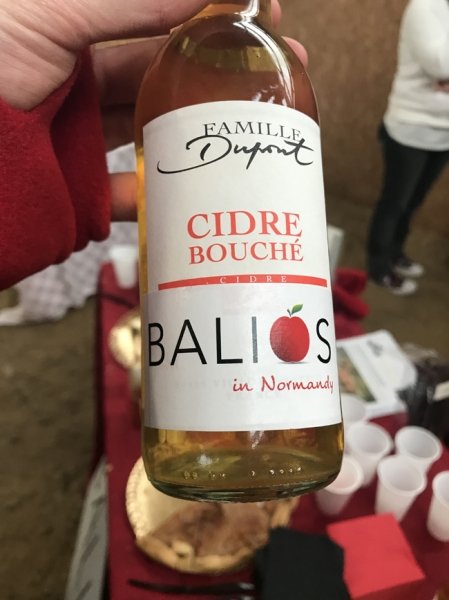 FAMILLE
Dupont
CIDRE
BOUCHÉ
CIDRE
BALIOS
in Normandy